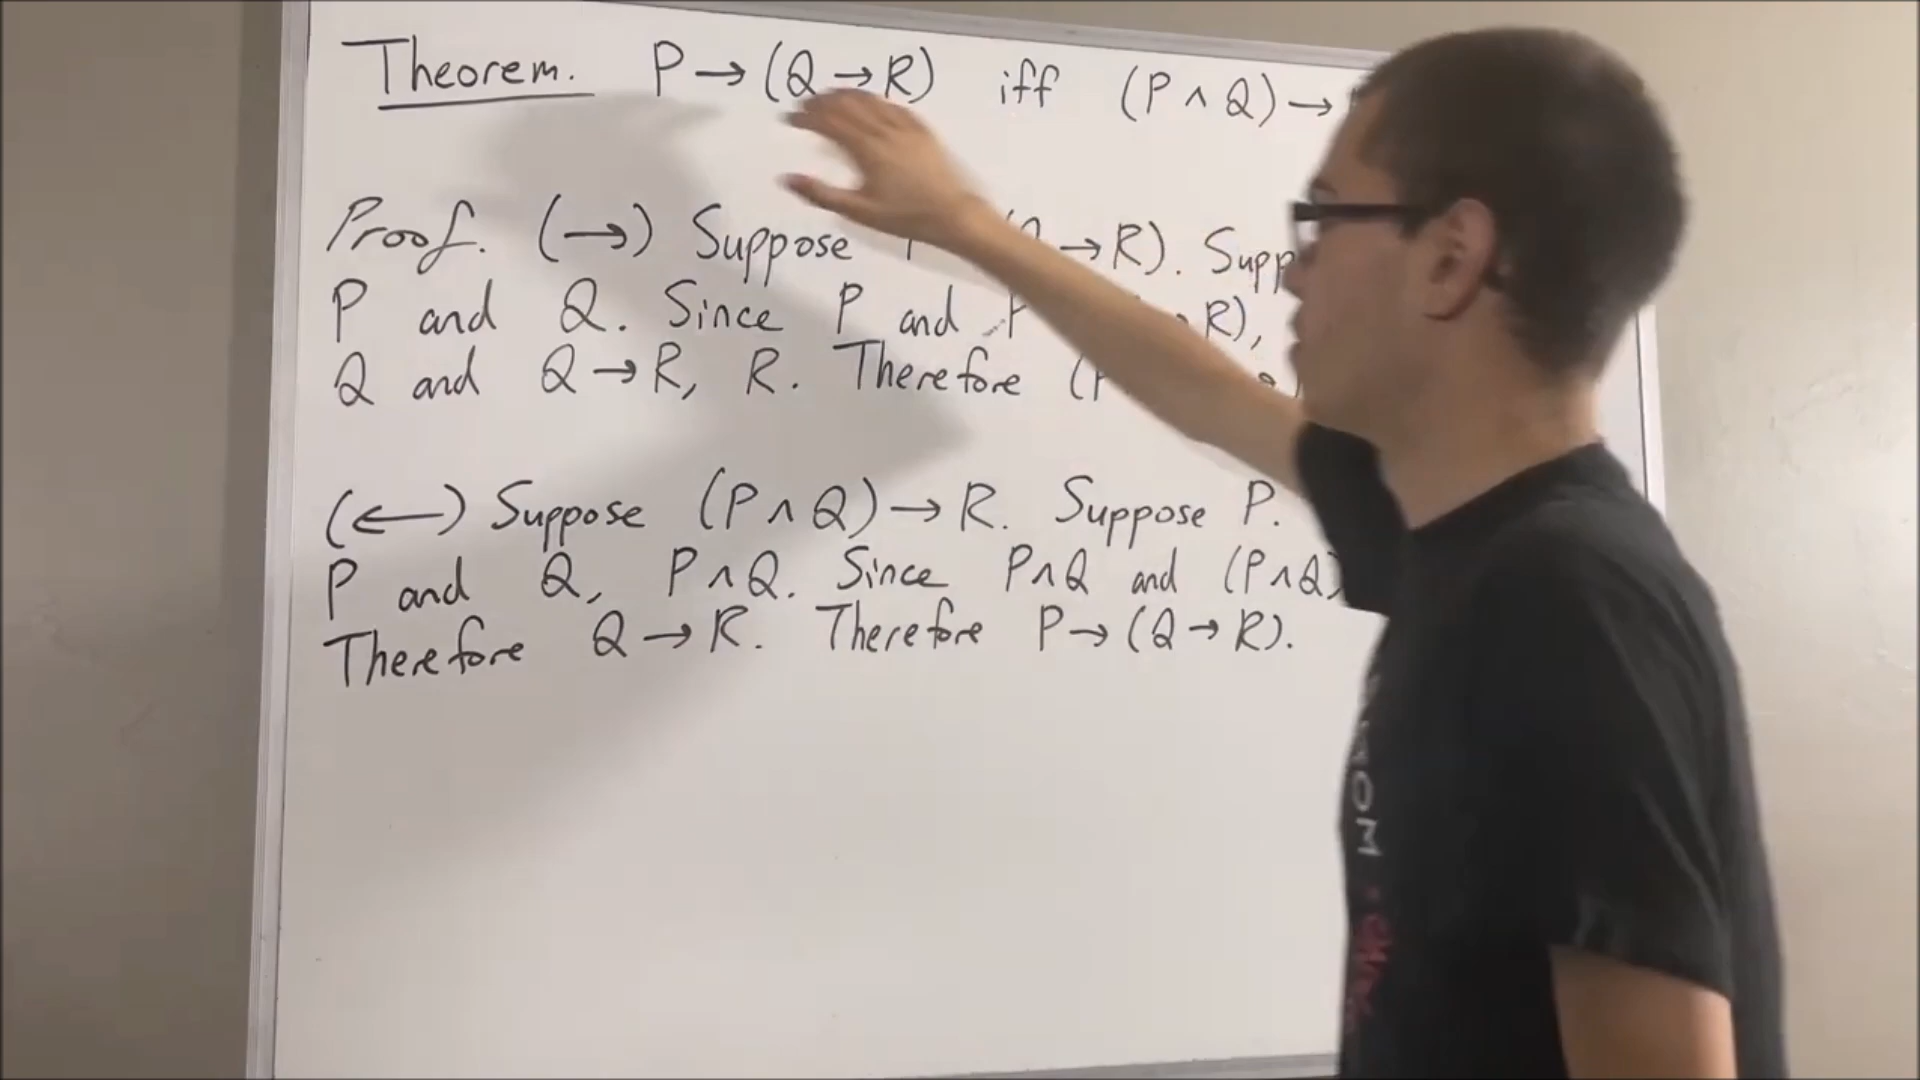 Theorem. P → (Q → R) iff (P ∧ Q) →
Proof. (→) Suppose → R). Supp
P and Q. Since P and P R),
Q and Q → R, R. Therefore (P
(←) Suppose (P ∧ Q) → R. Suppose P.
P and Q, P ∧ Q. Since P ∧ Q and (P ∧ Q)
Therefore Q → R. Therefore P → (Q → R).